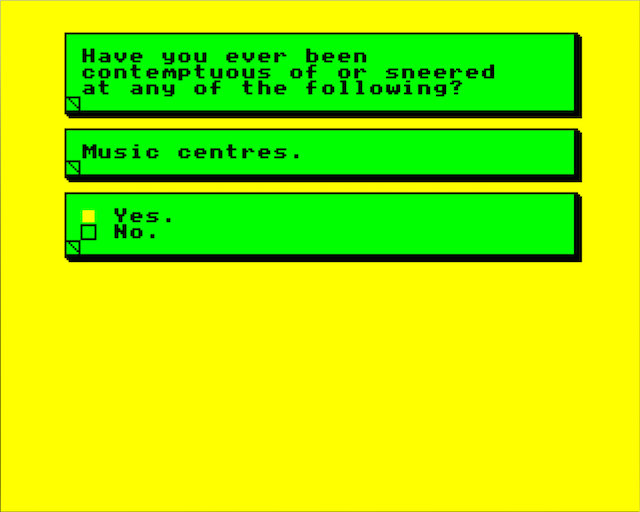 Have you ever been
contemptuous of or sneered
at any of the following?
Music centres.
Yes.
No.